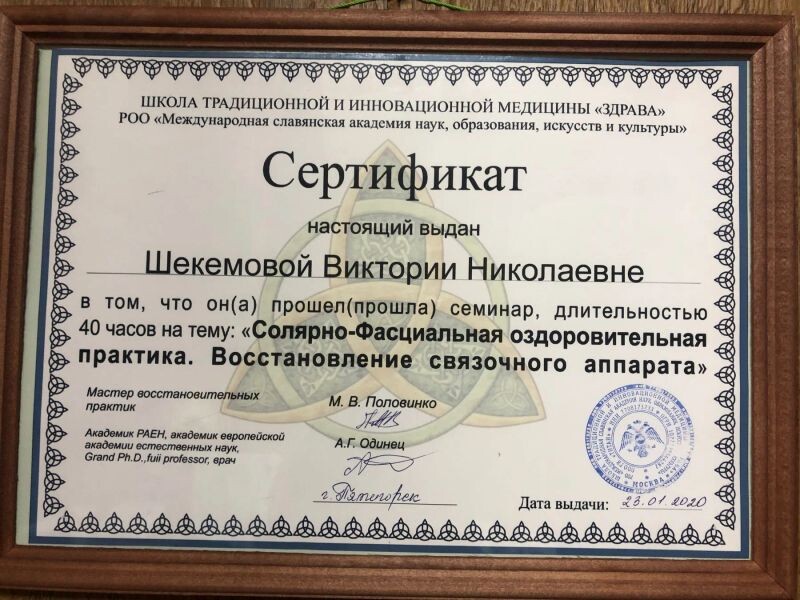 ШКОЛА ТРАДИЦИОННОЙ И ИННОВАЦИОННОЙ МЕДИЦИНЫ «ЗДРАВА»
РОО «Международная славянская академия наук, образования, искусств и культуры»
Сертификат
настоящий выдан
Шекемовой Виктории Николаевне
в том, что он(а) прошел(прошла) семинар, длительностью
40 часов на тему: «Солярно-Фасциальная оздоровительная
практика. Восстановление связочного аппарата»
Мастер восстановительных
практик
М. В. Половинко
Академик РАЕН, академик европейской
академии естественных наук,
Grand Ph.D.,fuii professor, врач
А.Г. Одинец
г. Пятегорск
Дата выдачи: 23.01.2020
МОСКВА